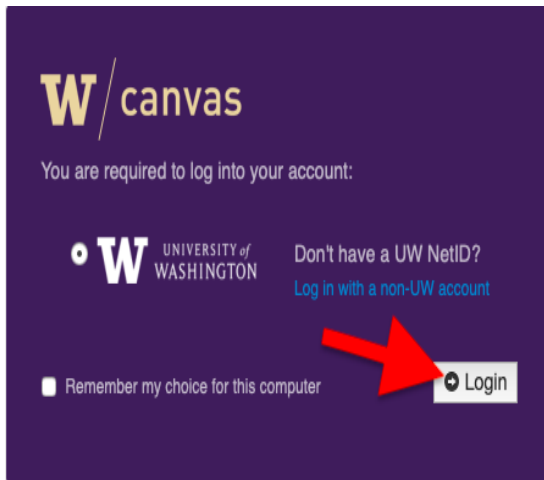 W / canvas
You are required to log into your account:
W UNIVERSITY of
WASHINGTON
Don't have a UW NetID?
Log in with a non-UW account
Remember my choice for this computer
Login